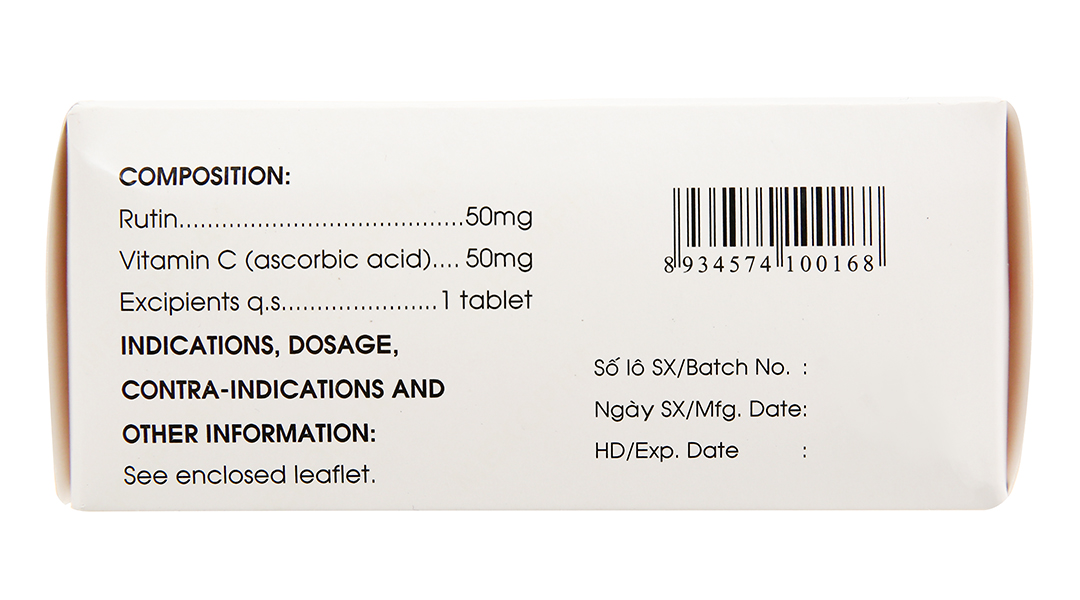 COMPOSITION:
Rutin........................................50mg
Vitamin C (ascorbic acid).... 50mg
Excipients q.s......................1 tablet
INDICATIONS, DOSAGE,
CONTRA-INDICATIONS AND
OTHER INFORMATION:
See enclosed leaflet.
8 934574 100168
Số lô SX/Batch No. :
Ngày SX/Mfg. Date:
HD/Exp. Date :